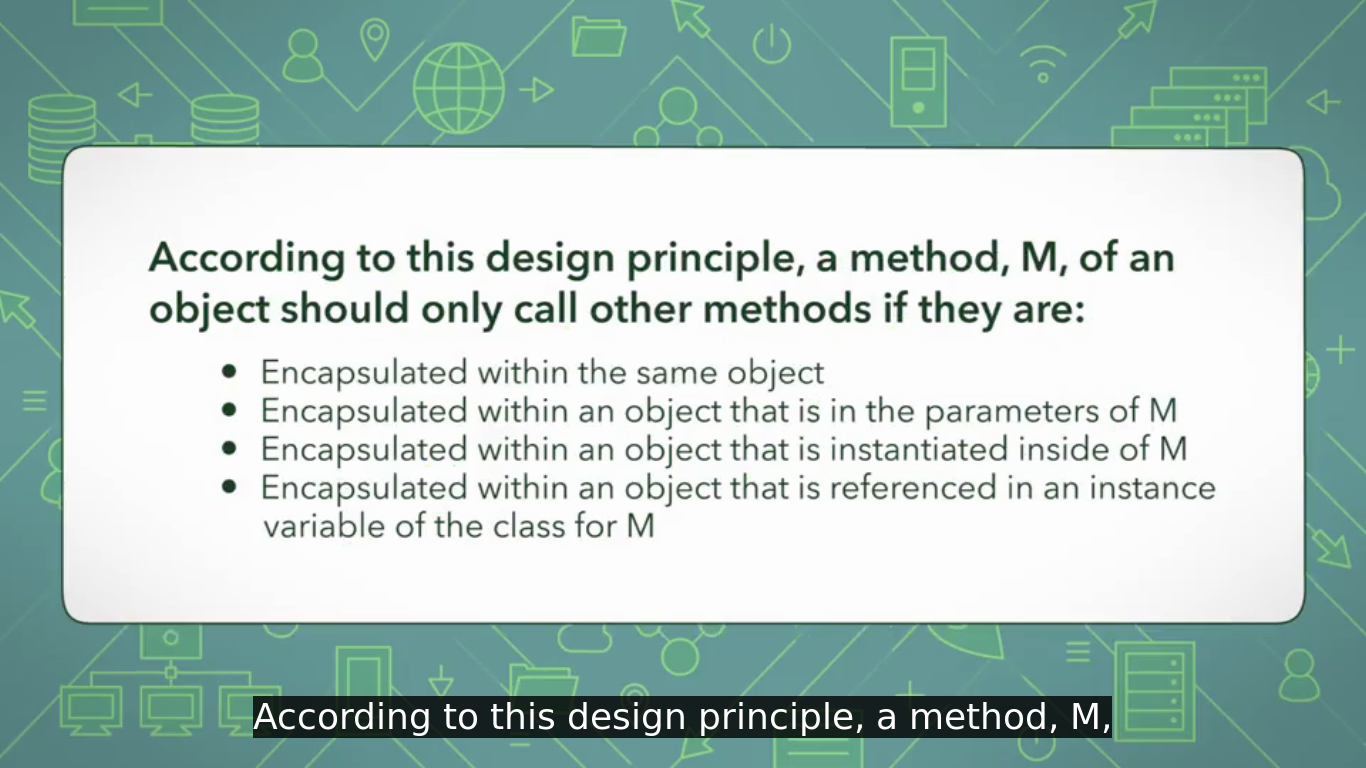 According to this design principle, a method, M, of an
object should only call other methods if they are:
• Encapsulated within the same object
• Encapsulated within an object that is in the parameters of M
• Encapsulated within an object that is instantiated inside of M
• Encapsulated within an object that is referenced in an instance
variable of the class for M
According to this design principle, a method, M,